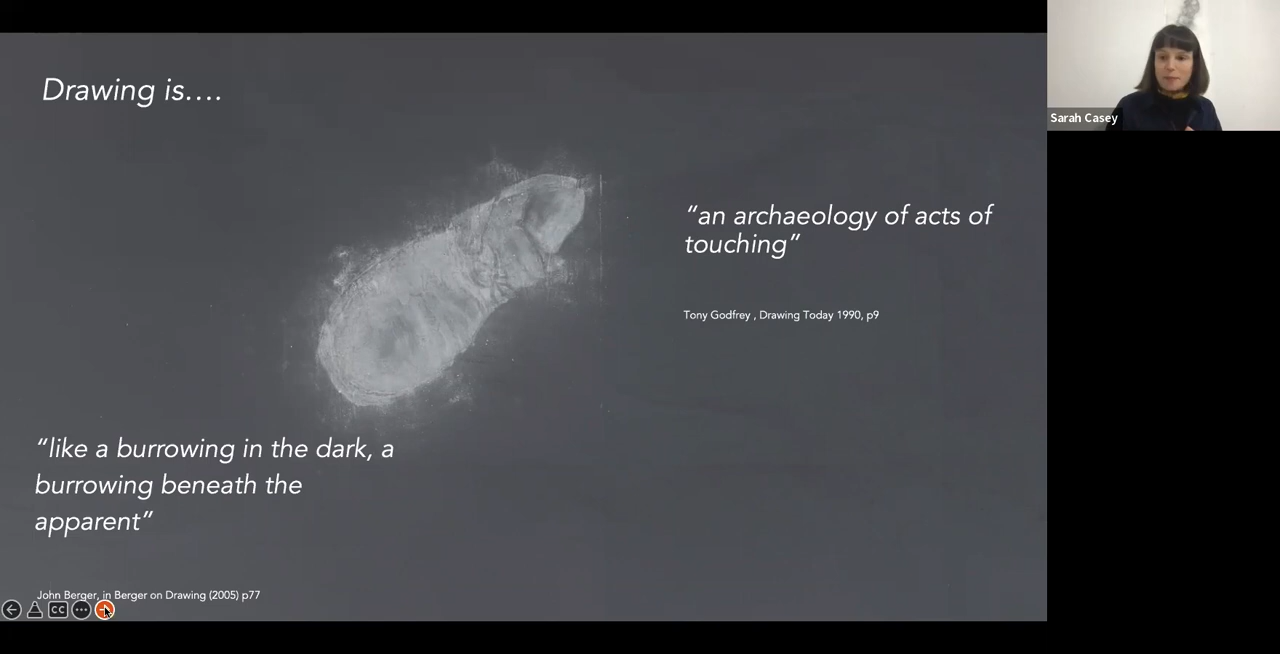 Drawing is....
Sarah Casey
“an archaeology of acts of
touching”
Tony Godfrey , Drawing Today 1990, p9
“like a burrowing in the dark, a
burrowing beneath the
apparent”
John Berger, in Berger on Drawing (2005) p77
CC